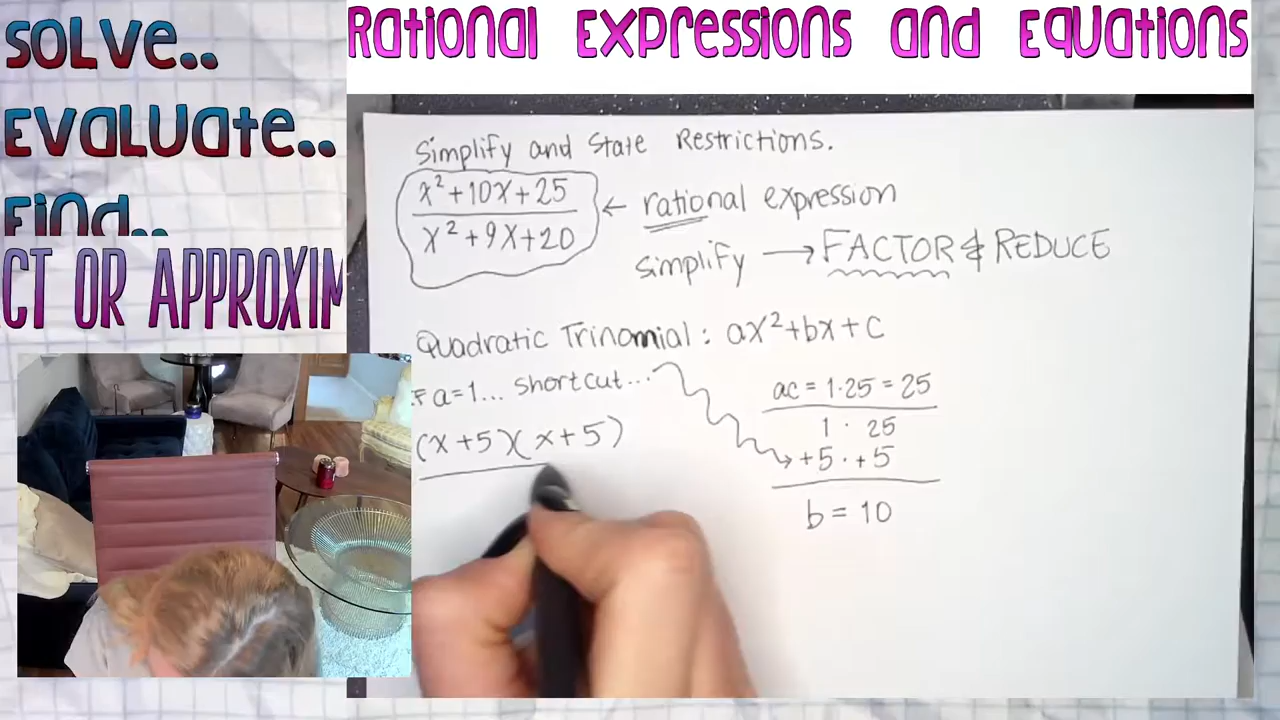 SOLVE..
EVALUATE..
FIND..
CT OR APPROXIM
Rational Expressions and Equations
Simplify and State Restrictions.
x²+10x+25
x²+9x+20
← rational expression
simplify → FACTOR & REDUCE
Quadratic Trinomial : ax²+bx+c
a=1... shortcut...
(x+5)(x+5)
ac = 1·25 = 25
1 · 25
+5 · +5
b = 10